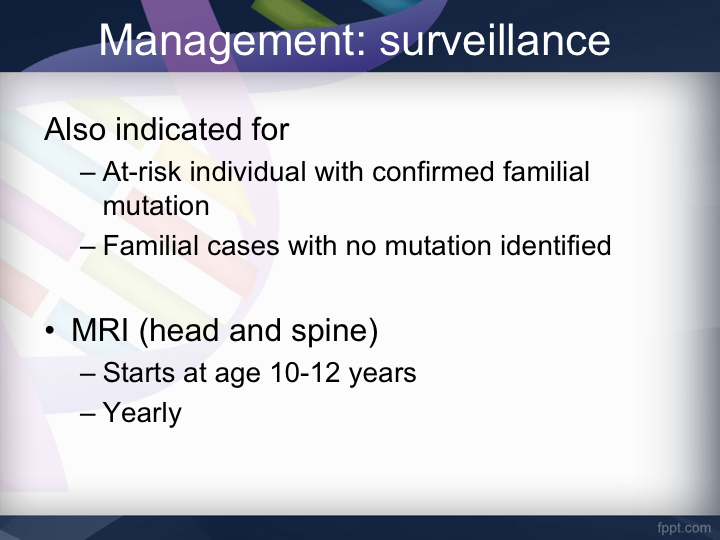 Management: surveillance
Also indicated for
– At-risk individual with confirmed familial
mutation
– Familial cases with no mutation identified
• MRI (head and spine)
– Starts at age 10-12 years
– Yearly
fppt.com